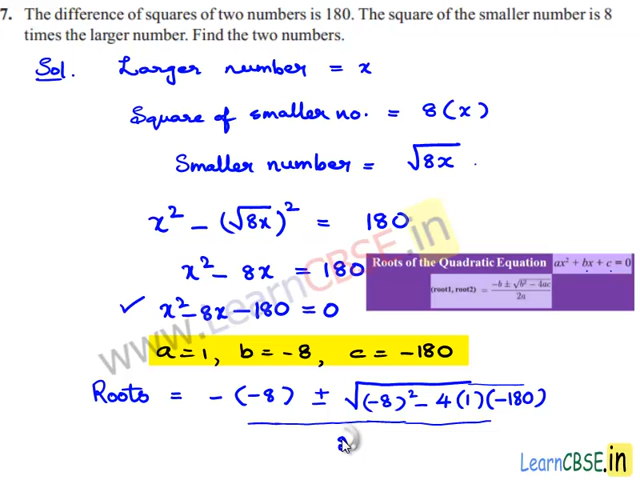 7. The difference of squares of two numbers is 180. The square of the smaller number is 8
times the larger number. Find the two numbers.
Sol. Larger number = x
Square of smaller no. = 8(x)
Smaller number = √8x .
x² - (√8x)² = 180
x² - 8x = 180
Roots of the Quadratic Equation ax² + bx + c = 0
(root1, root2) = (-b ± √(b² - 4ac))/2a
✓ x² - 8x - 180 = 0
a = 1, b = -8, c = -180
Roots = -(-8) ± √((-8)² - 4(1)(-180))
2
www.LearnCBSE.in
LearnCBSE.in